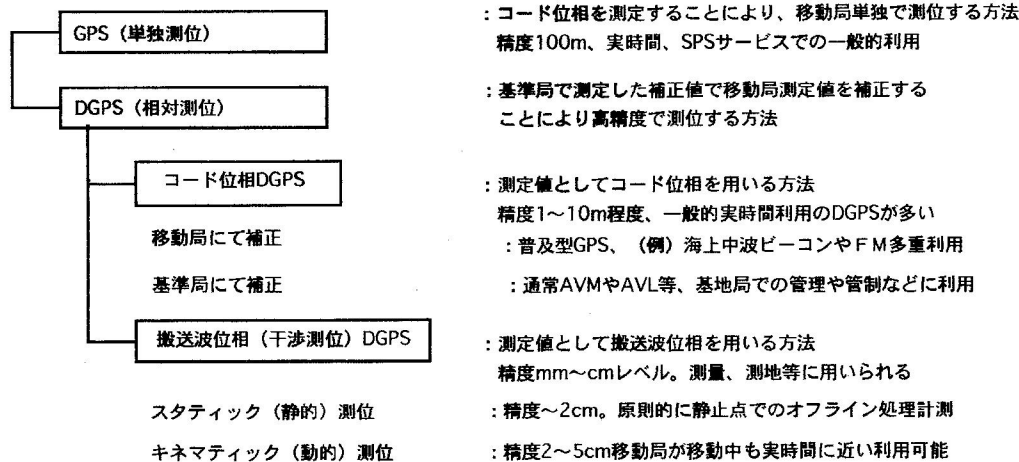 GPS（単独測位）
：コード位相を測定することにより、移動局単独で測位する方法
精度100m、実時間、SPSサービスでの一般的利用
DGPS（相対測位）
：基準局で測定した補正値で移動局測定値を補正する
ことにより高精度で測位する方法
コード位相DGPS
：測定値としてコード位相を用いる方法
精度1～10m程度、一般的実時間利用のDGPSが多い
移動局にて補正
：普及型GPS、（例）海上中波ビーコンやＦＭ多重利用
基準局にて補正
：通常AVMやAVL等、基地局での管理や管制などに利用
搬送波位相（干渉測位）DGPS
：測定値として搬送波位相を用いる方法
精度mm～cmレベル。測量、測地等に用いられる
スタティック（静的）測位
：精度～2cm。原則的に静止点でのオフライン処理計測
キネマティック（動的）測位
：精度2～5cm移動局が移動中も実時間に近い利用可能